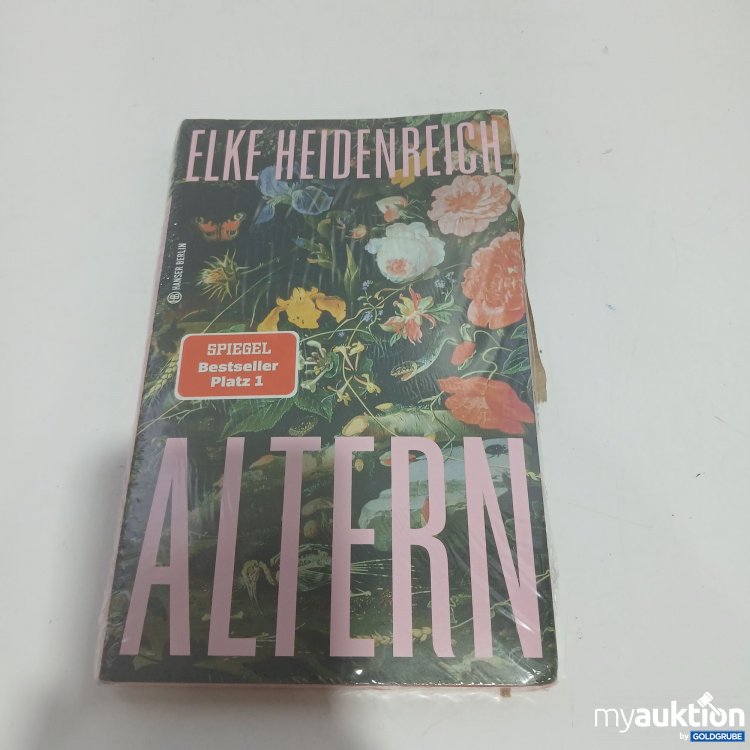 ELKE HEIDENREICH
HANSER BERLIN
SPIEGEL
Bestseller
Platz 1
ALTERN
myauktion
by GOLDGRUBE